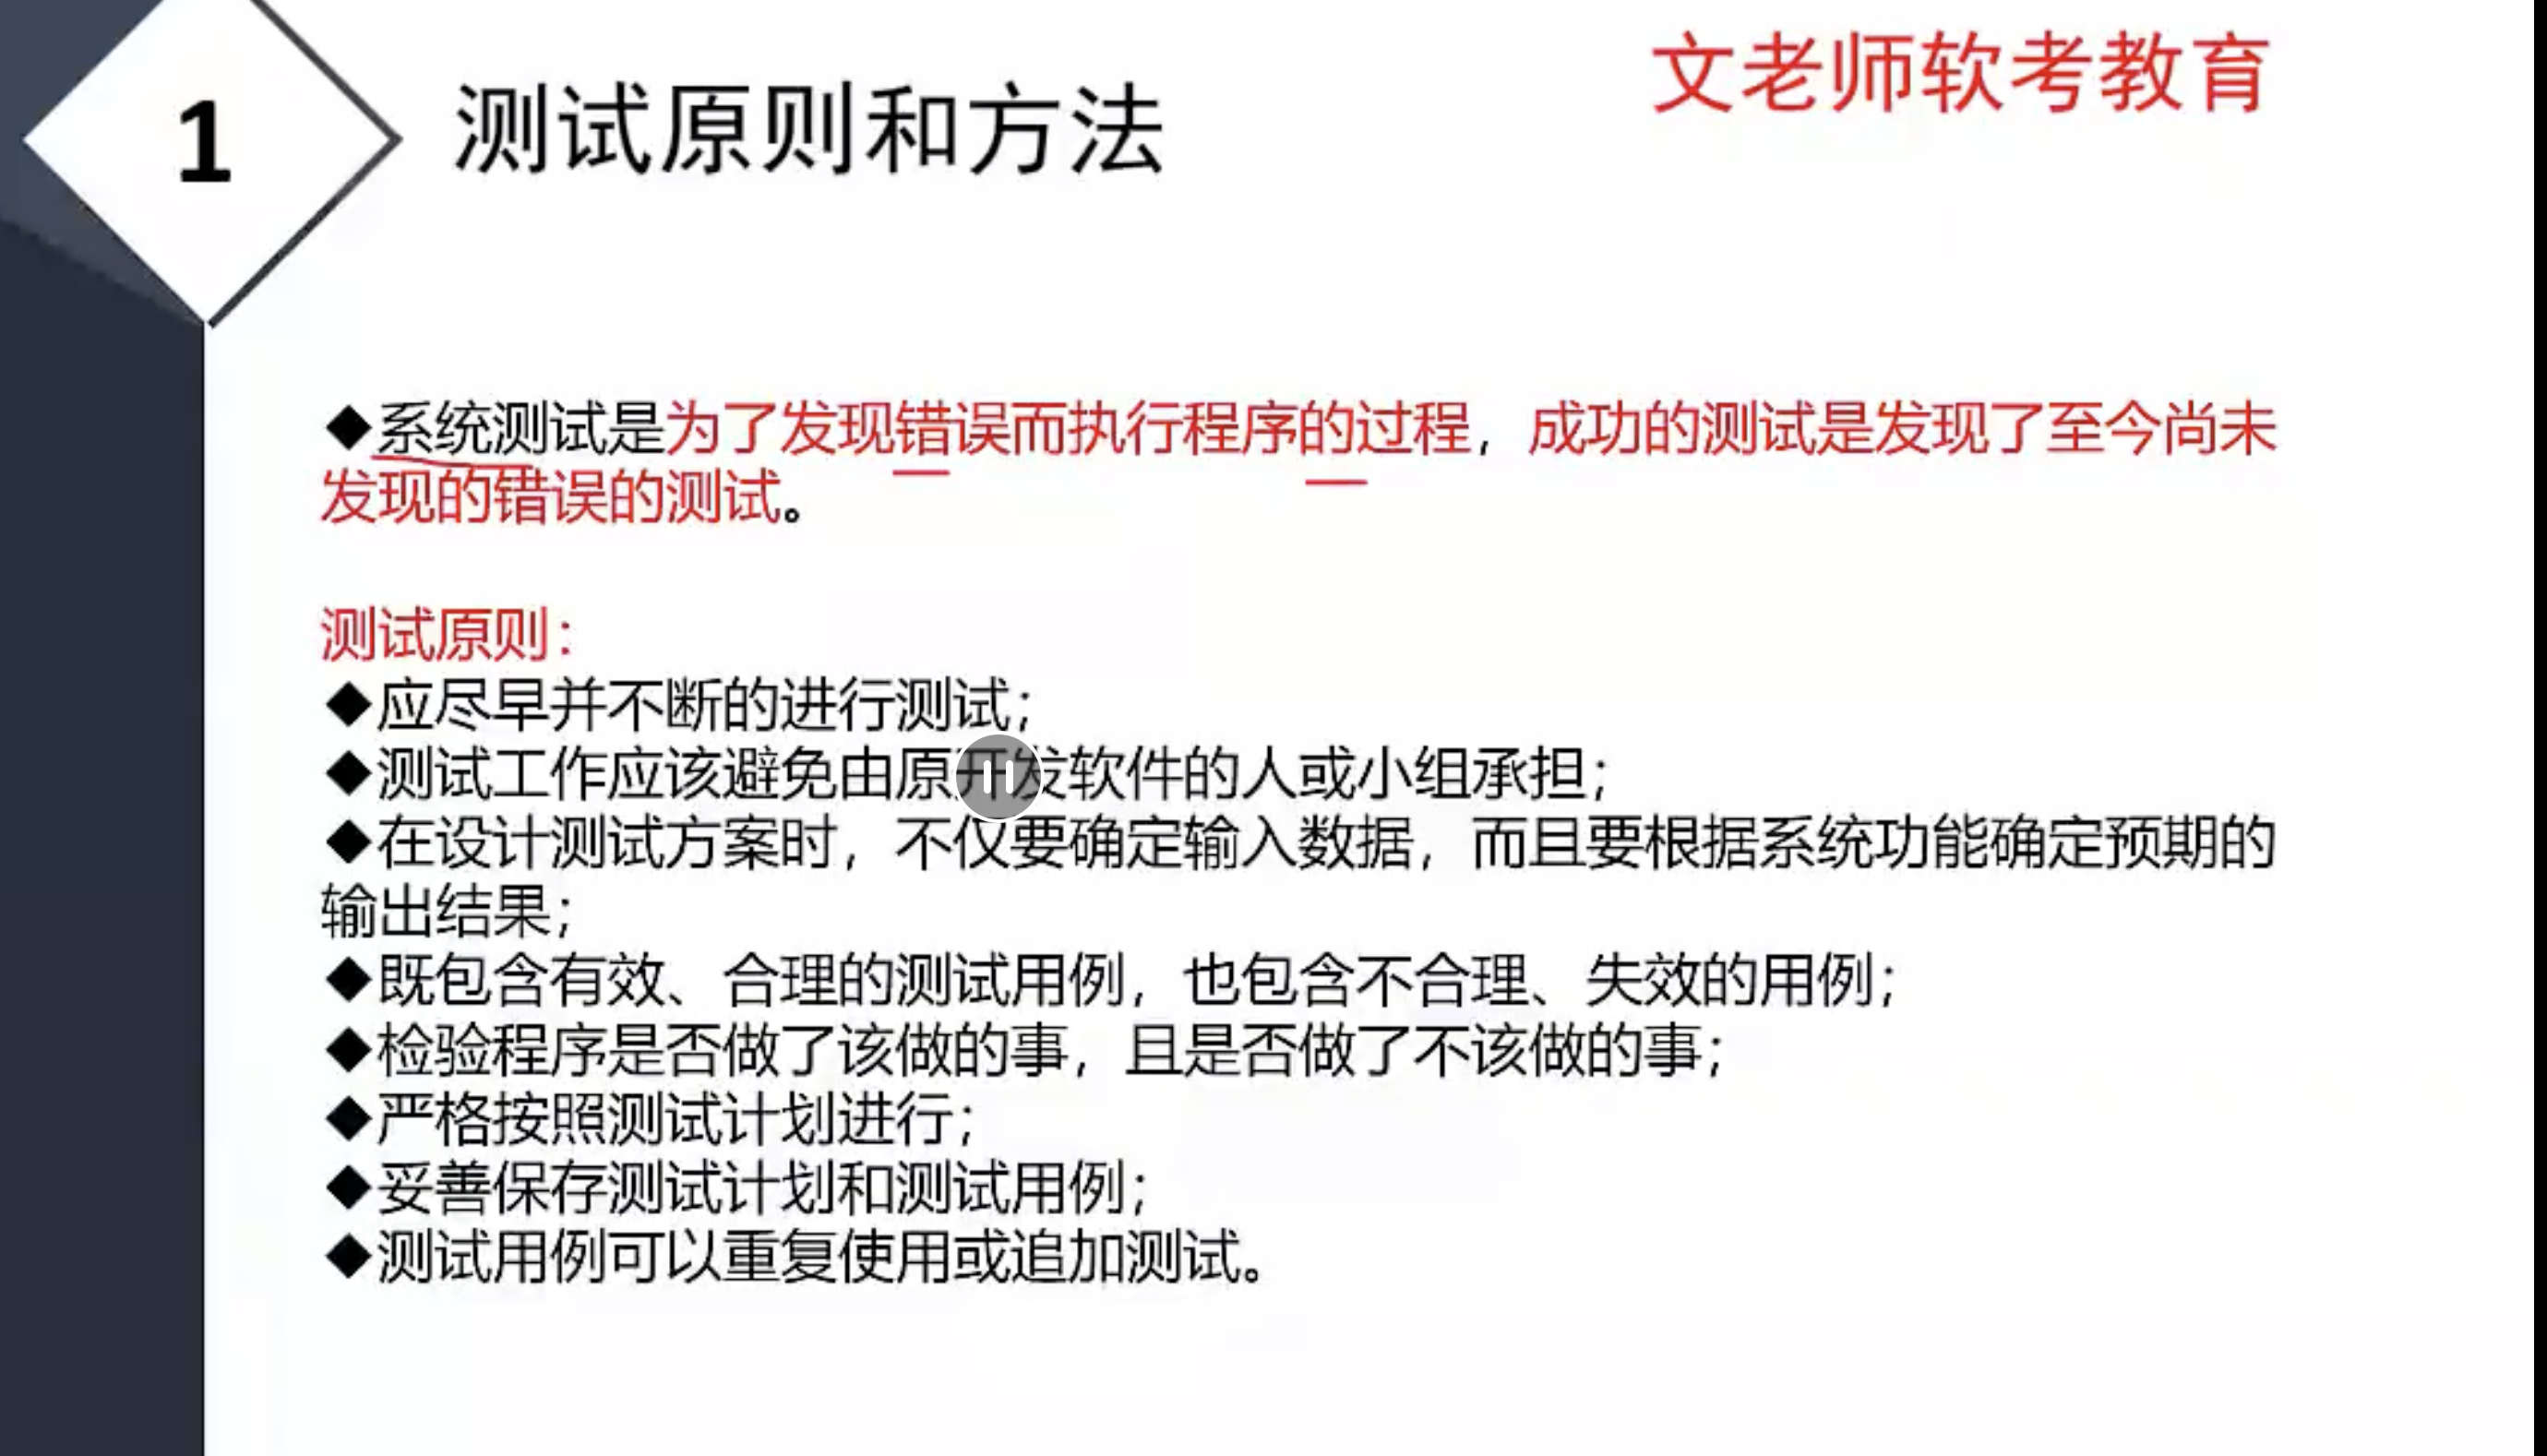 1
测试原则和方法
文老师软考教育
◆系统测试是为了发现错误而执行程序的过程，成功的测试是发现了至今尚未
发现的错误的测试。
测试原则：
◆应尽早并不断的进行测试；
◆测试工作应该避免由原开发软件的人或小组承担；
◆在设计测试方案时，不仅要确定输入数据，而且要根据系统功能确定预期的
输出结果；
◆既包含有效、合理的测试用例，也包含不合理、失效的用例；
◆检验程序是否做了该做的事，且是否做了不该做的事；
◆严格按照测试计划进行；
◆妥善保存测试计划和测试用例；
◆测试用例可以重复使用或追加测试。